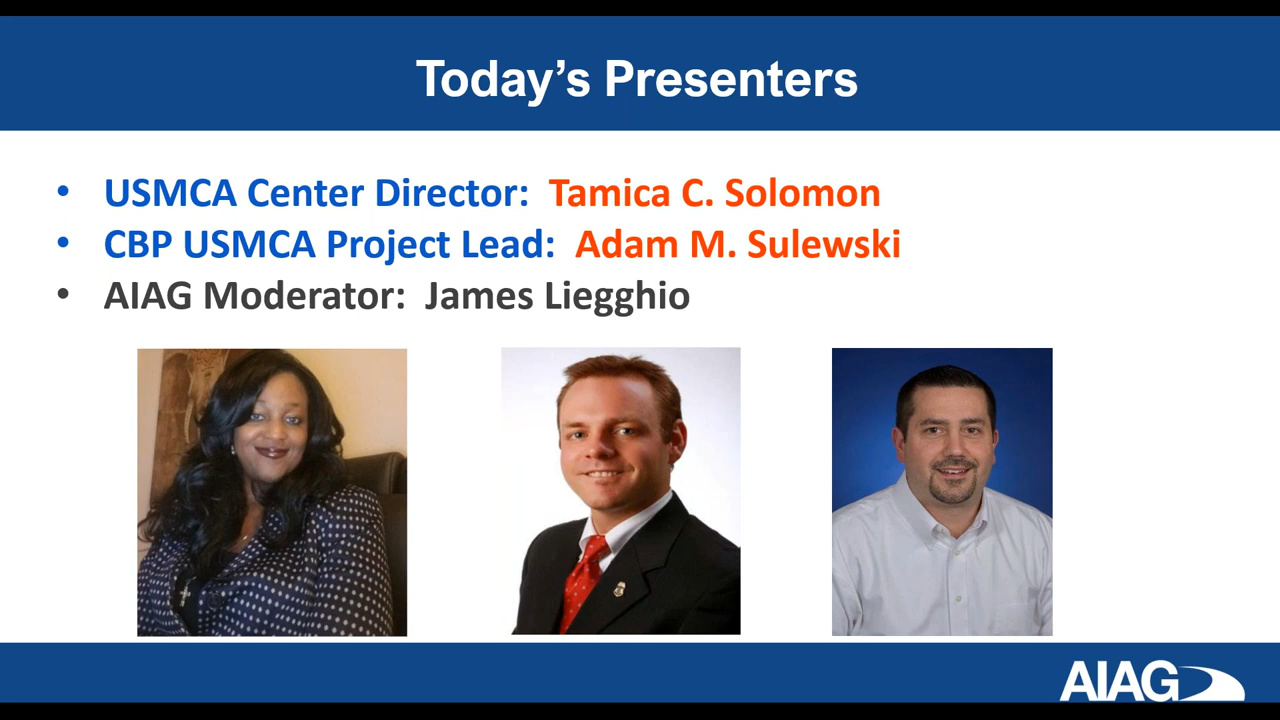 Today's Presenters
• USMCA Center Director: Tamica C. Solomon
• CBP USMCA Project Lead: Adam M. Sulewski
• AIAG Moderator: James Liegghio
AIAG